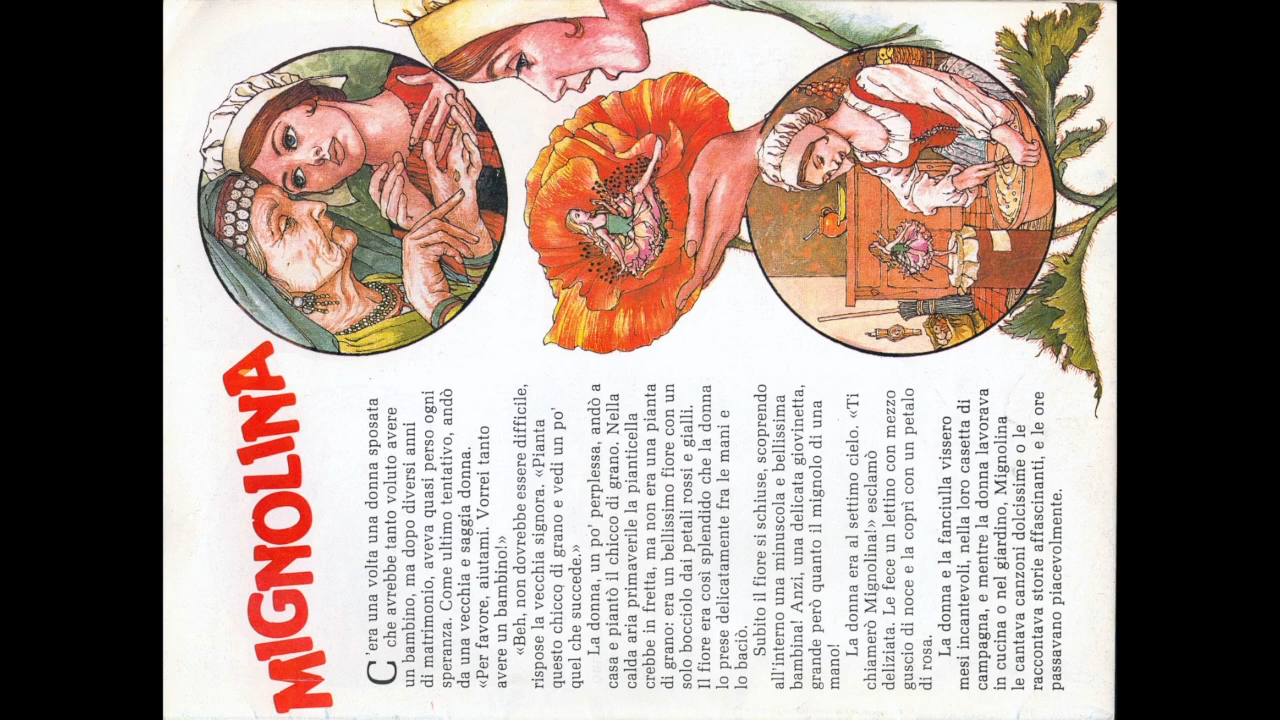 MIGNOLINA
C'era una volta una donna sposata
che avrebbe tanto voluto avere
un bambino, ma dopo diversi anni
di matrimonio, aveva quasi perso ogni
speranza. Come ultimo tentativo, andò
da una vecchia e saggia donna.
«Per favore, aiutami. Vorrei tanto
avere un bambino!»
«Beh, non dovrebbe essere difficile,
rispose la vecchia signora. «Pianta
questo chicco di grano e vedi un po'
quel che succede.»
La donna, un po' perplessa, andò a
casa e piantò il chicco di grano. Nella
calda aria primaverile la pianticella
crebbe in fretta, ma non era una pianta
di grano: era un bellissimo fiore con un
solo bocciolo dai petali rossi e gialli.
Il fiore era così splendido che la donna
lo prese delicatamente fra le mani e
lo baciò.
Subito il fiore si schiuse, scoprendo
all'interno una minuscola e bellissima
bambina! Anzi, una delicata giovinetta,
grande però quanto il mignolo di una
mano!
La donna era al settimo cielo. «Ti
chiamerò Mignolina!» esclamò
deliziata. Le fece un lettino con mezzo
guscio di noce e la coprì con un petalo
di rosa.
La donna e la fanciulla vissero
mesi incantevoli, nella loro casetta di
campagna, e mentre la donna lavorava
in cucina o nel giardino, Mignolina
le cantava canzoni dolcissime o le
raccontava storie affascinanti, e le ore
passavano piacevolmente.